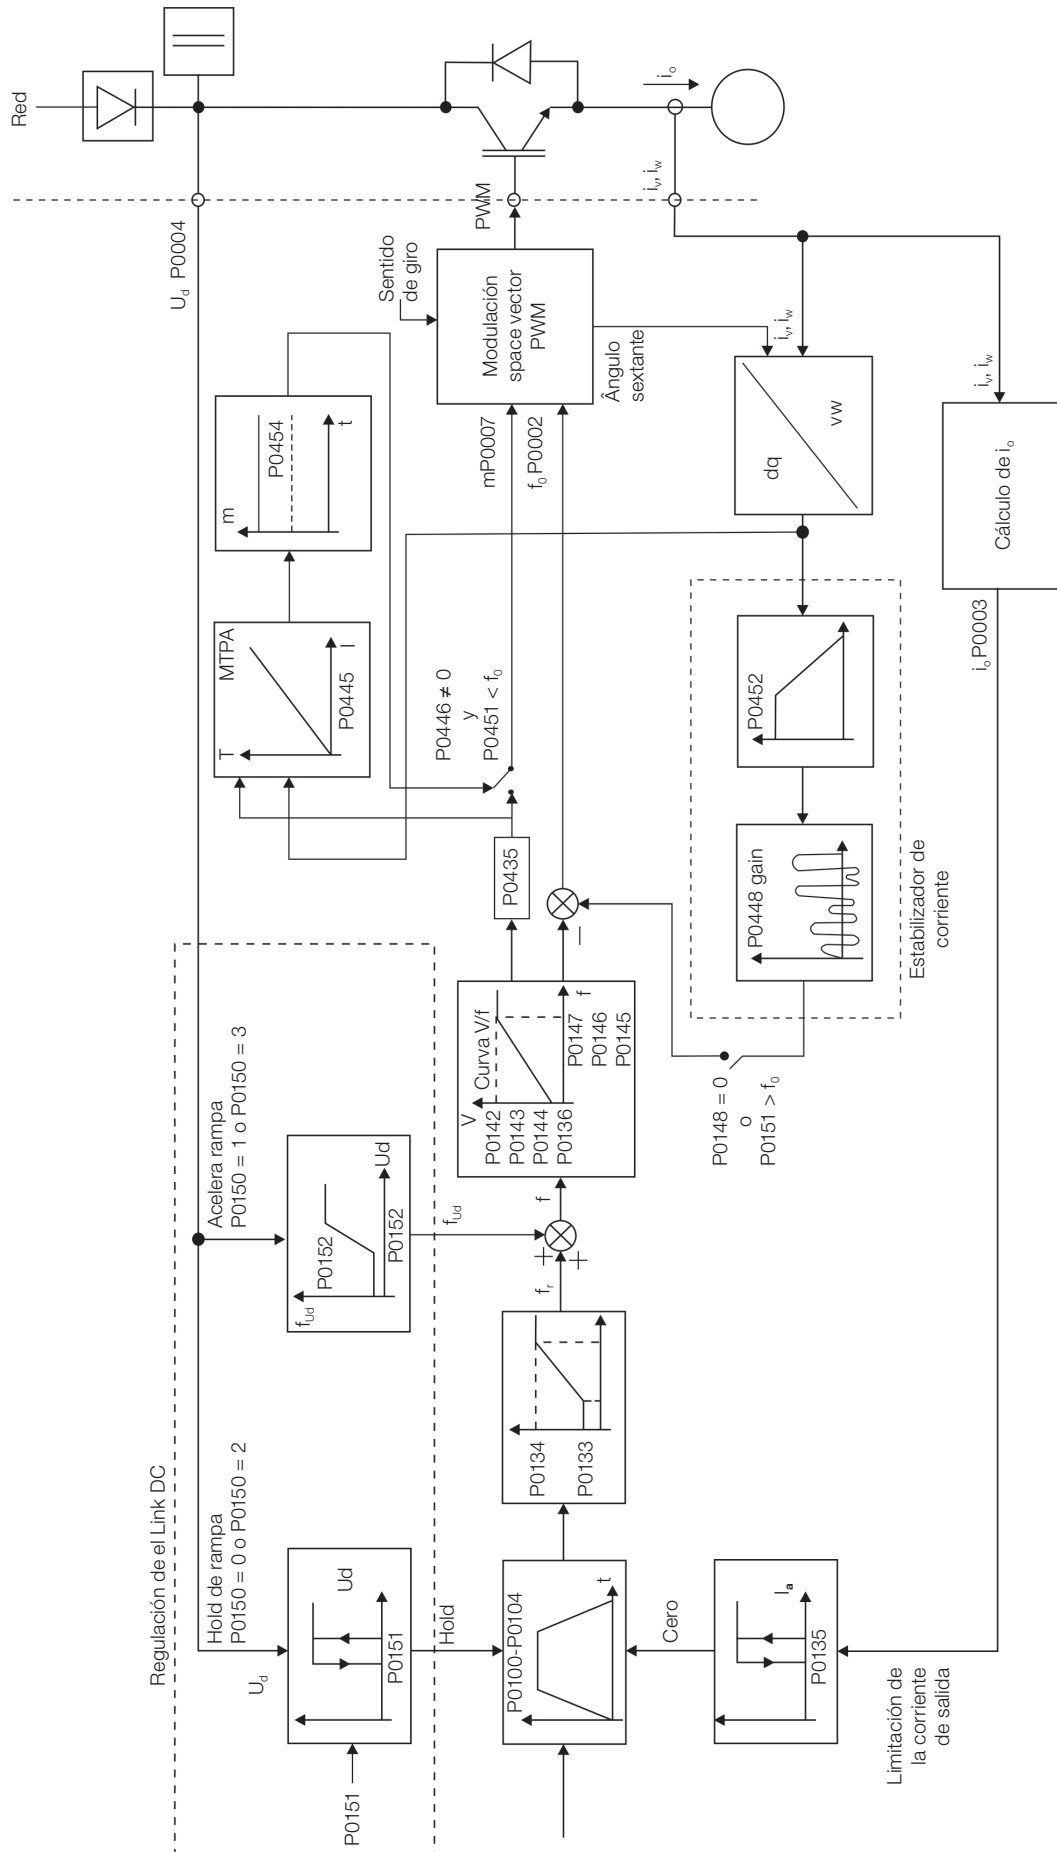 Regulación de el Link DC
Hold de rampa
P0150 = 0 o P0150 = 2
Acelera rampa
P0150 = 1 o P0150 = 3
U_d P0004
Red
U_d
P0151
Ud
P0151
Hold
f_Ud
P0152
Ud
P0152
f_Ud
P0100-P0104
t
P0134
P0133
f_r
+
+
f
V
Curva V/f
P0142
P0143
P0144
P0136
f
P0147
P0146
P0145
P0435
−
T
MTPA
I
P0445
m
P0454
t
P0446 ≠ 0
y
P0451 < f_0
mP0007
f_0 P0002
Sentido
de giro
Modulación
space vector
PWM
PWM
Ângulo
sextante
i_v, i_w
i_o
i_v, i_w
dq
vw
i_v, i_w
Cálculo de i_o
i_o P0003
P0452
P0448 gain
Estabilizador de
corriente
P0148 = 0
o
P0151 > f_0
Cero
I_a
P0135
Limitación de
la corriente
de salida